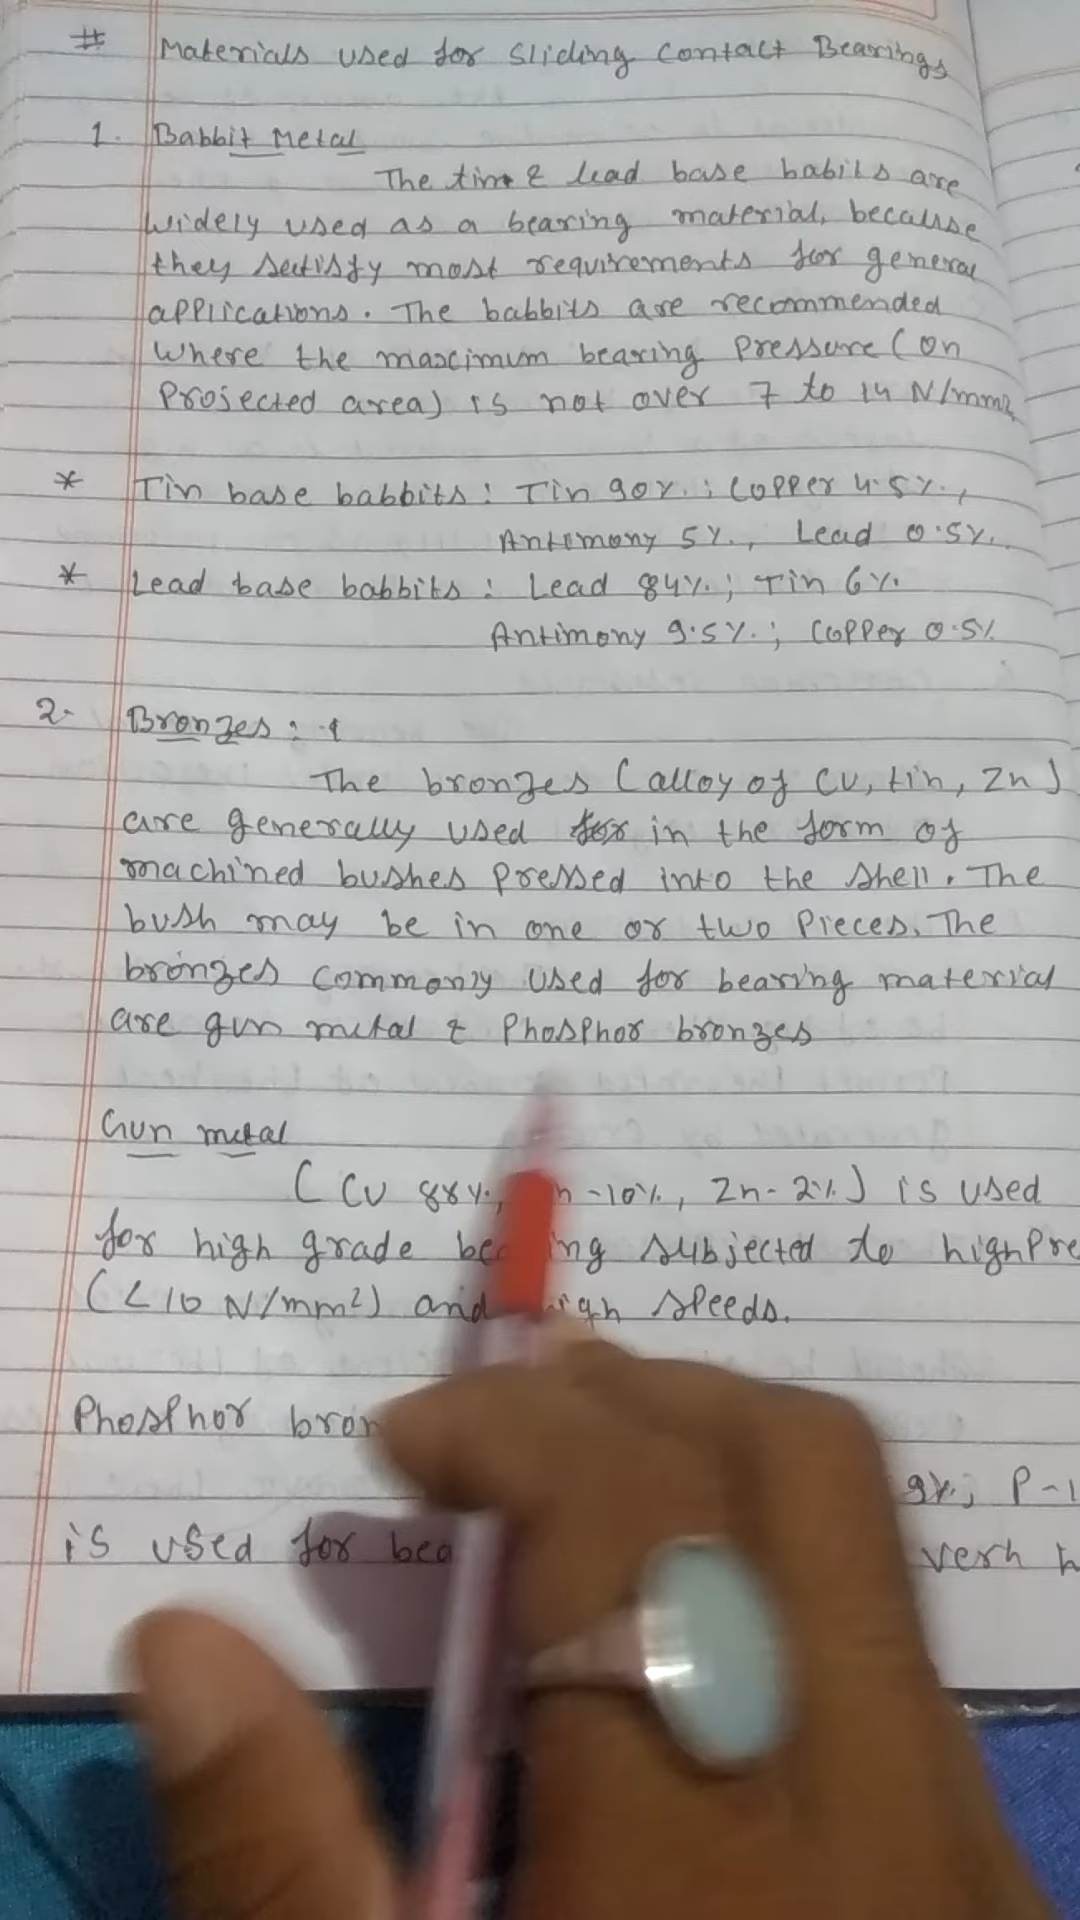 # Materials used for Sliding Contact Bearings
1. Babbit Metal
The tin & lead base babits are
widely used as a bearing material, because
they satisfy most requirements for general
applications. The babbits are recommended
where the maximum bearing pressure (on
Projected area) is not over 7 to 14 N/mm2
* Tin base babbits : Tin 90%. ; Copper 4.5%.,
Antomony 5%., Lead 0.5%.
* Lead base babbits : Lead 84%. ; Tin 6%.
Antimony 9.5%. ; Copper 0.5%
2. Bronzes : -1
The bronzes (alloy of Cu, tin, Zn)
are generally used in the form of
machined bushes pressed into the shell. The
bush may be in one or two Pieces. The
bronzes commonly used for bearing material
are gun metal & Phosphor bronzes
Gun metal
(Cu 88%., -10%, Zn-2%) is used
for high grade subjected to high Pre
(<10 N/mm2) and speeds.
Phosphor bron
9%; P-1
is used for bea verh h